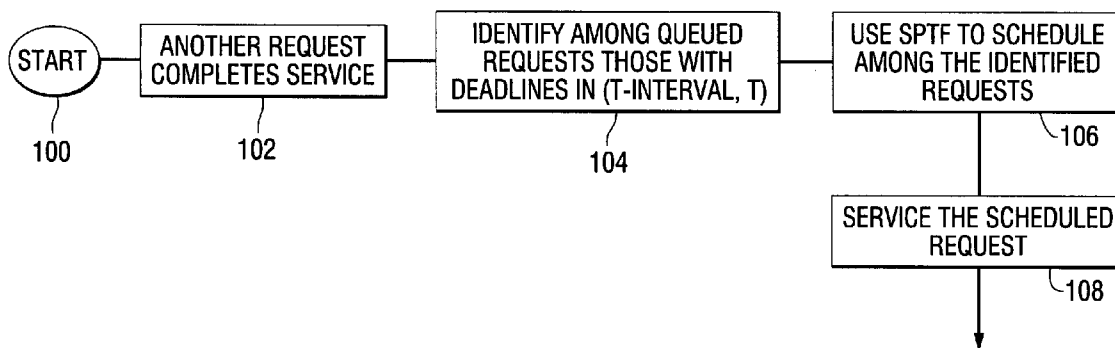 START
100
ANOTHER REQUEST
COMPLETES SERVICE
102
IDENTIFY AMONG QUEUED
REQUESTS THOSE WITH
DEADLINES IN (T-INTERVAL, T)
104
USE SPTF TO SCHEDULE
AMONG THE IDENTIFIED
REQUESTS
106
SERVICE THE SCHEDULED
REQUEST
108